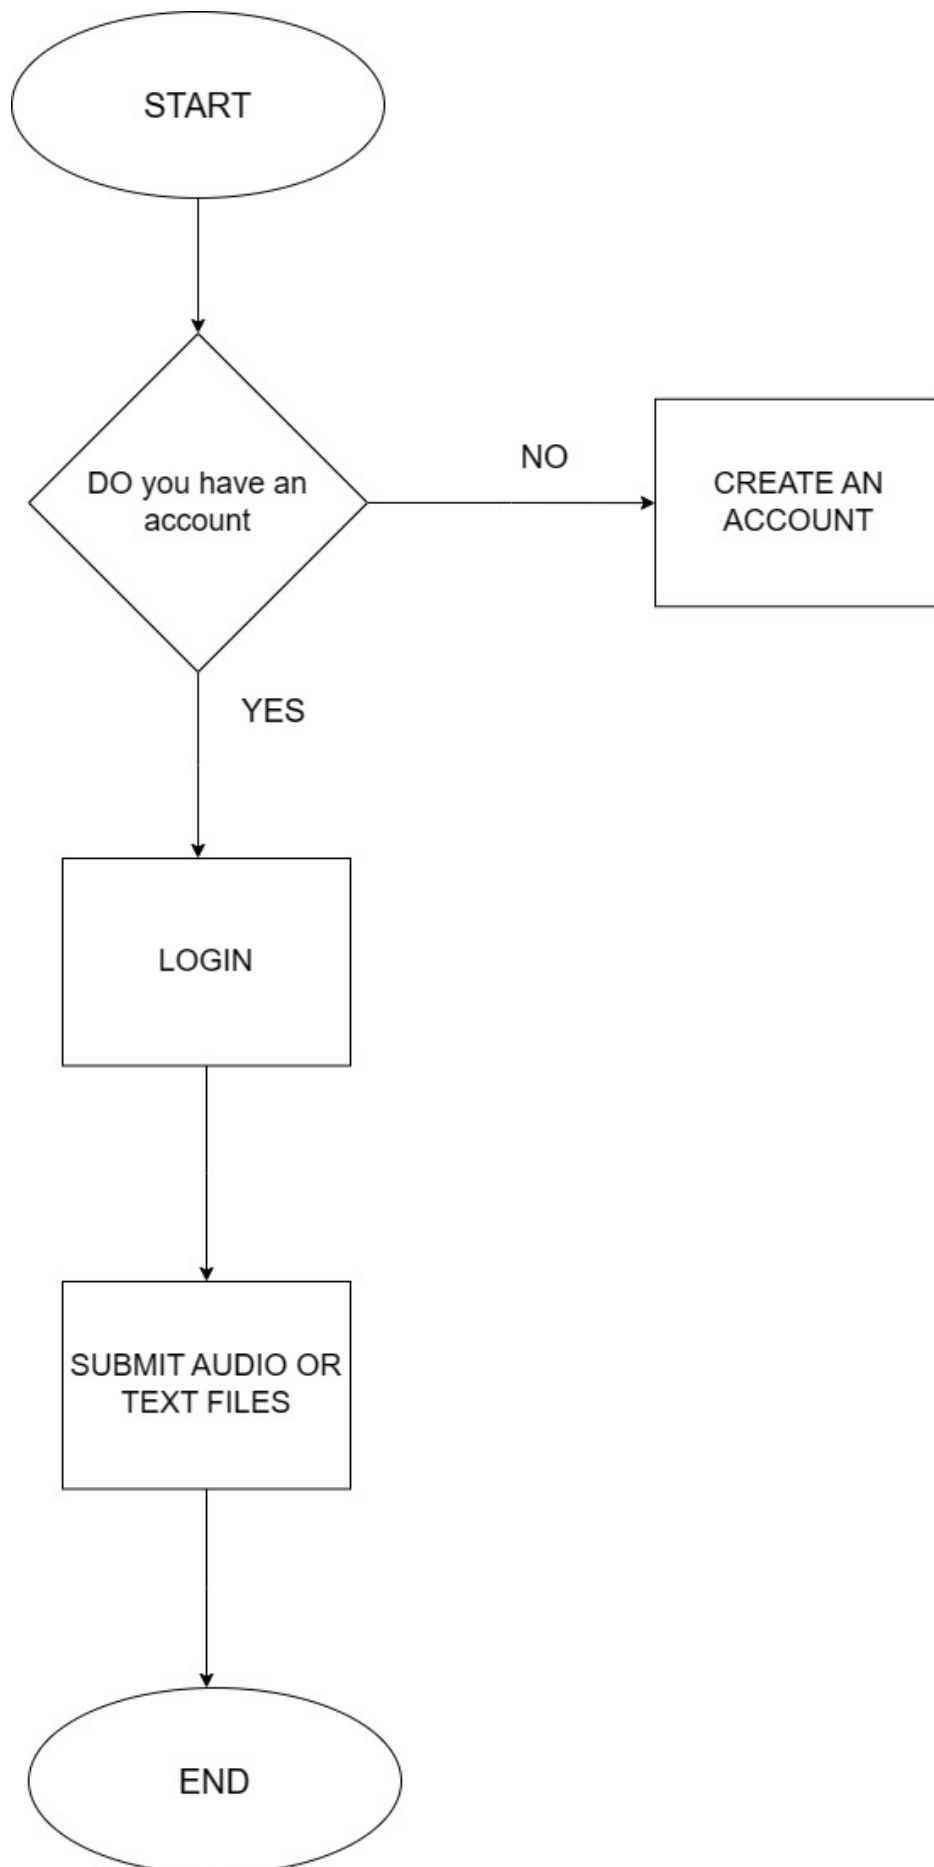 START
DO you have an
account
NO
CREATE AN
ACCOUNT
YES
LOGIN
SUBMIT AUDIO OR
TEXT FILES
END